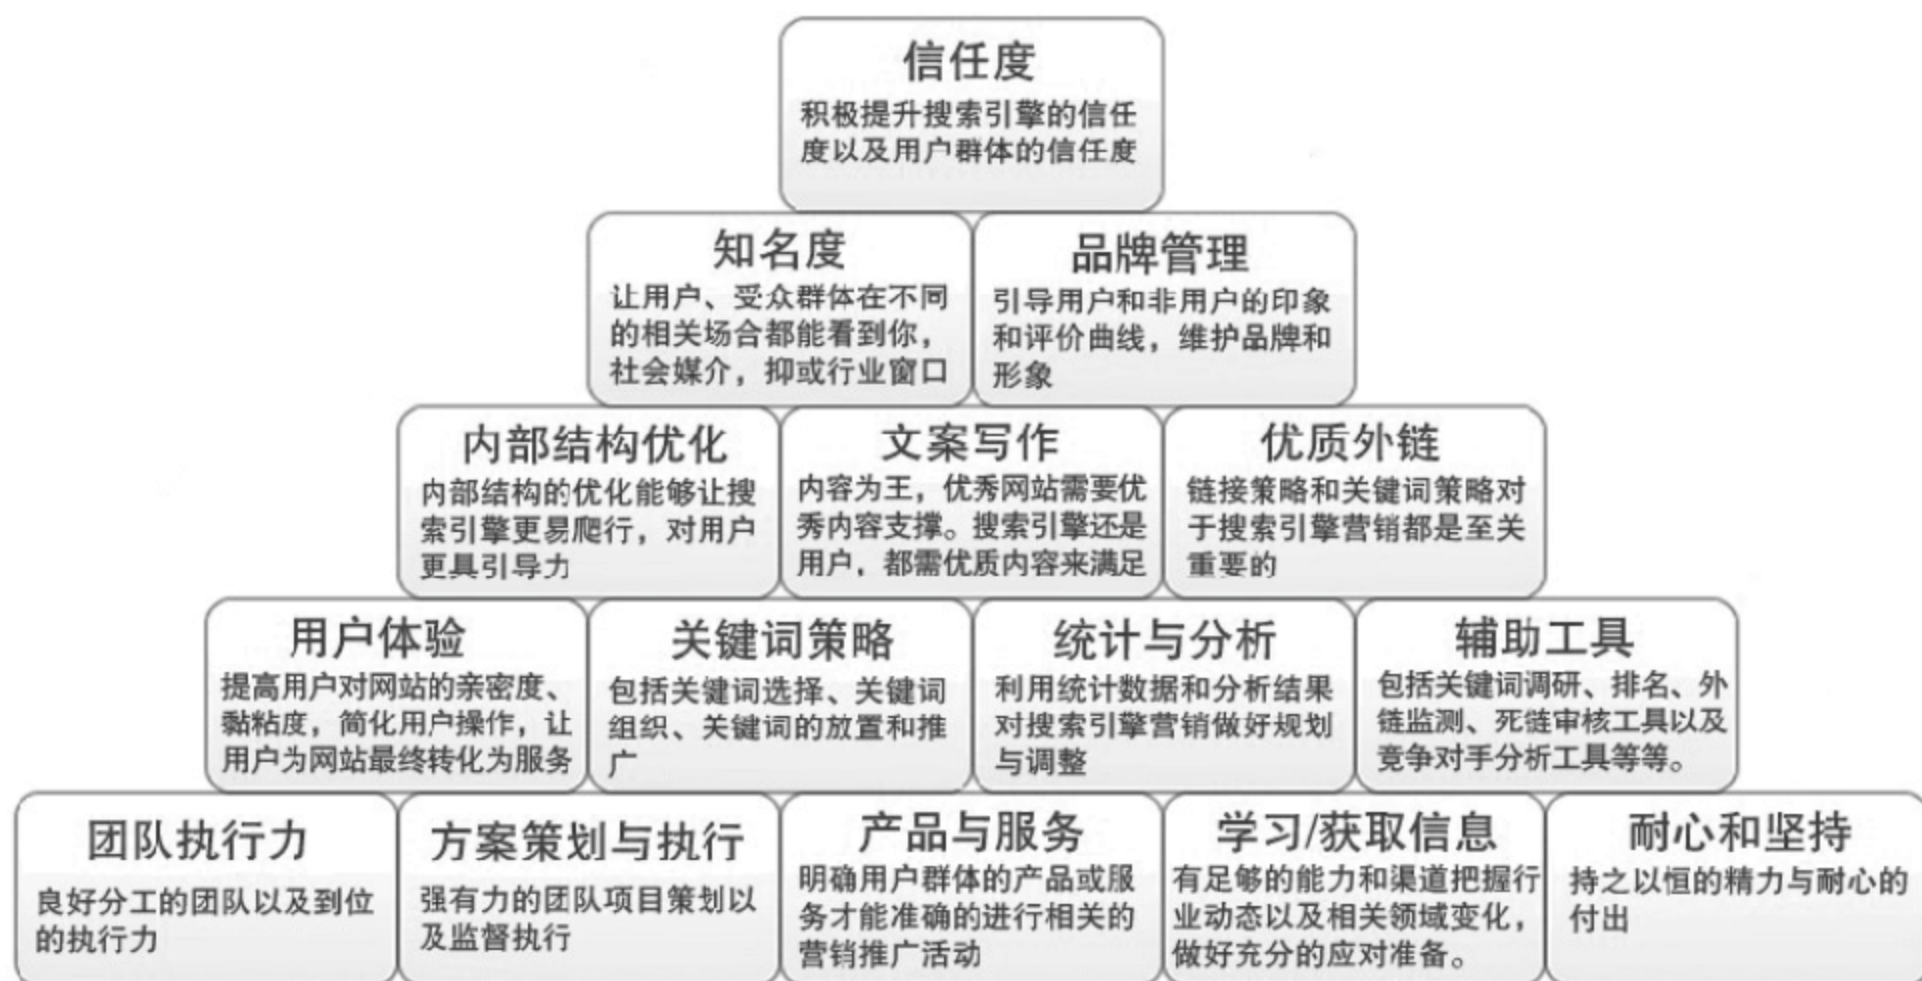 信任度
积极提升搜索引擎的信任
度以及用户群体的信任度
知名度
让用户、受众群体在不同
的相关场合都能看到你，
社会媒介，抑或行业窗口
品牌管理
引导用户和非用户的印象
和评价曲线，维护品牌和
形象
内部结构优化
内部结构的优化能够让搜
索引擎更易爬行，对用户
更具引导力
文案写作
内容为王，优秀网站需要优
秀内容支撑。搜索引擎还是
用户，都需优质内容来满足
优质外链
链接策略和关键词策略对
于搜索引擎营销都是至关
重要的
用户体验
提高用户对网站的亲密度、
黏粘度，简化用户操作，让
用户为网站最终转化为服务
关键词策略
包括关键词选择、关键词
组织、关键词的放置和推
广
统计与分析
利用统计数据和分析结果
对搜索引擎营销做好规划
与调整
辅助工具
包括关键词调研、排名、外
链监测、死链审核工具以及
竞争对手分析工具等等。
团队执行力
良好分工的团队以及到位
的执行力
方案策划与执行
强有力的团队项目策划以
及监督执行
产品与服务
明确用户群体的产品或服
务才能准确的进行相关的
营销推广活动
学习/获取信息
有足够的能力和渠道把握行
业动态以及相关领域变化，
做好充分的应对准备。
耐心和坚持
持之以恒的精力与耐心的
付出